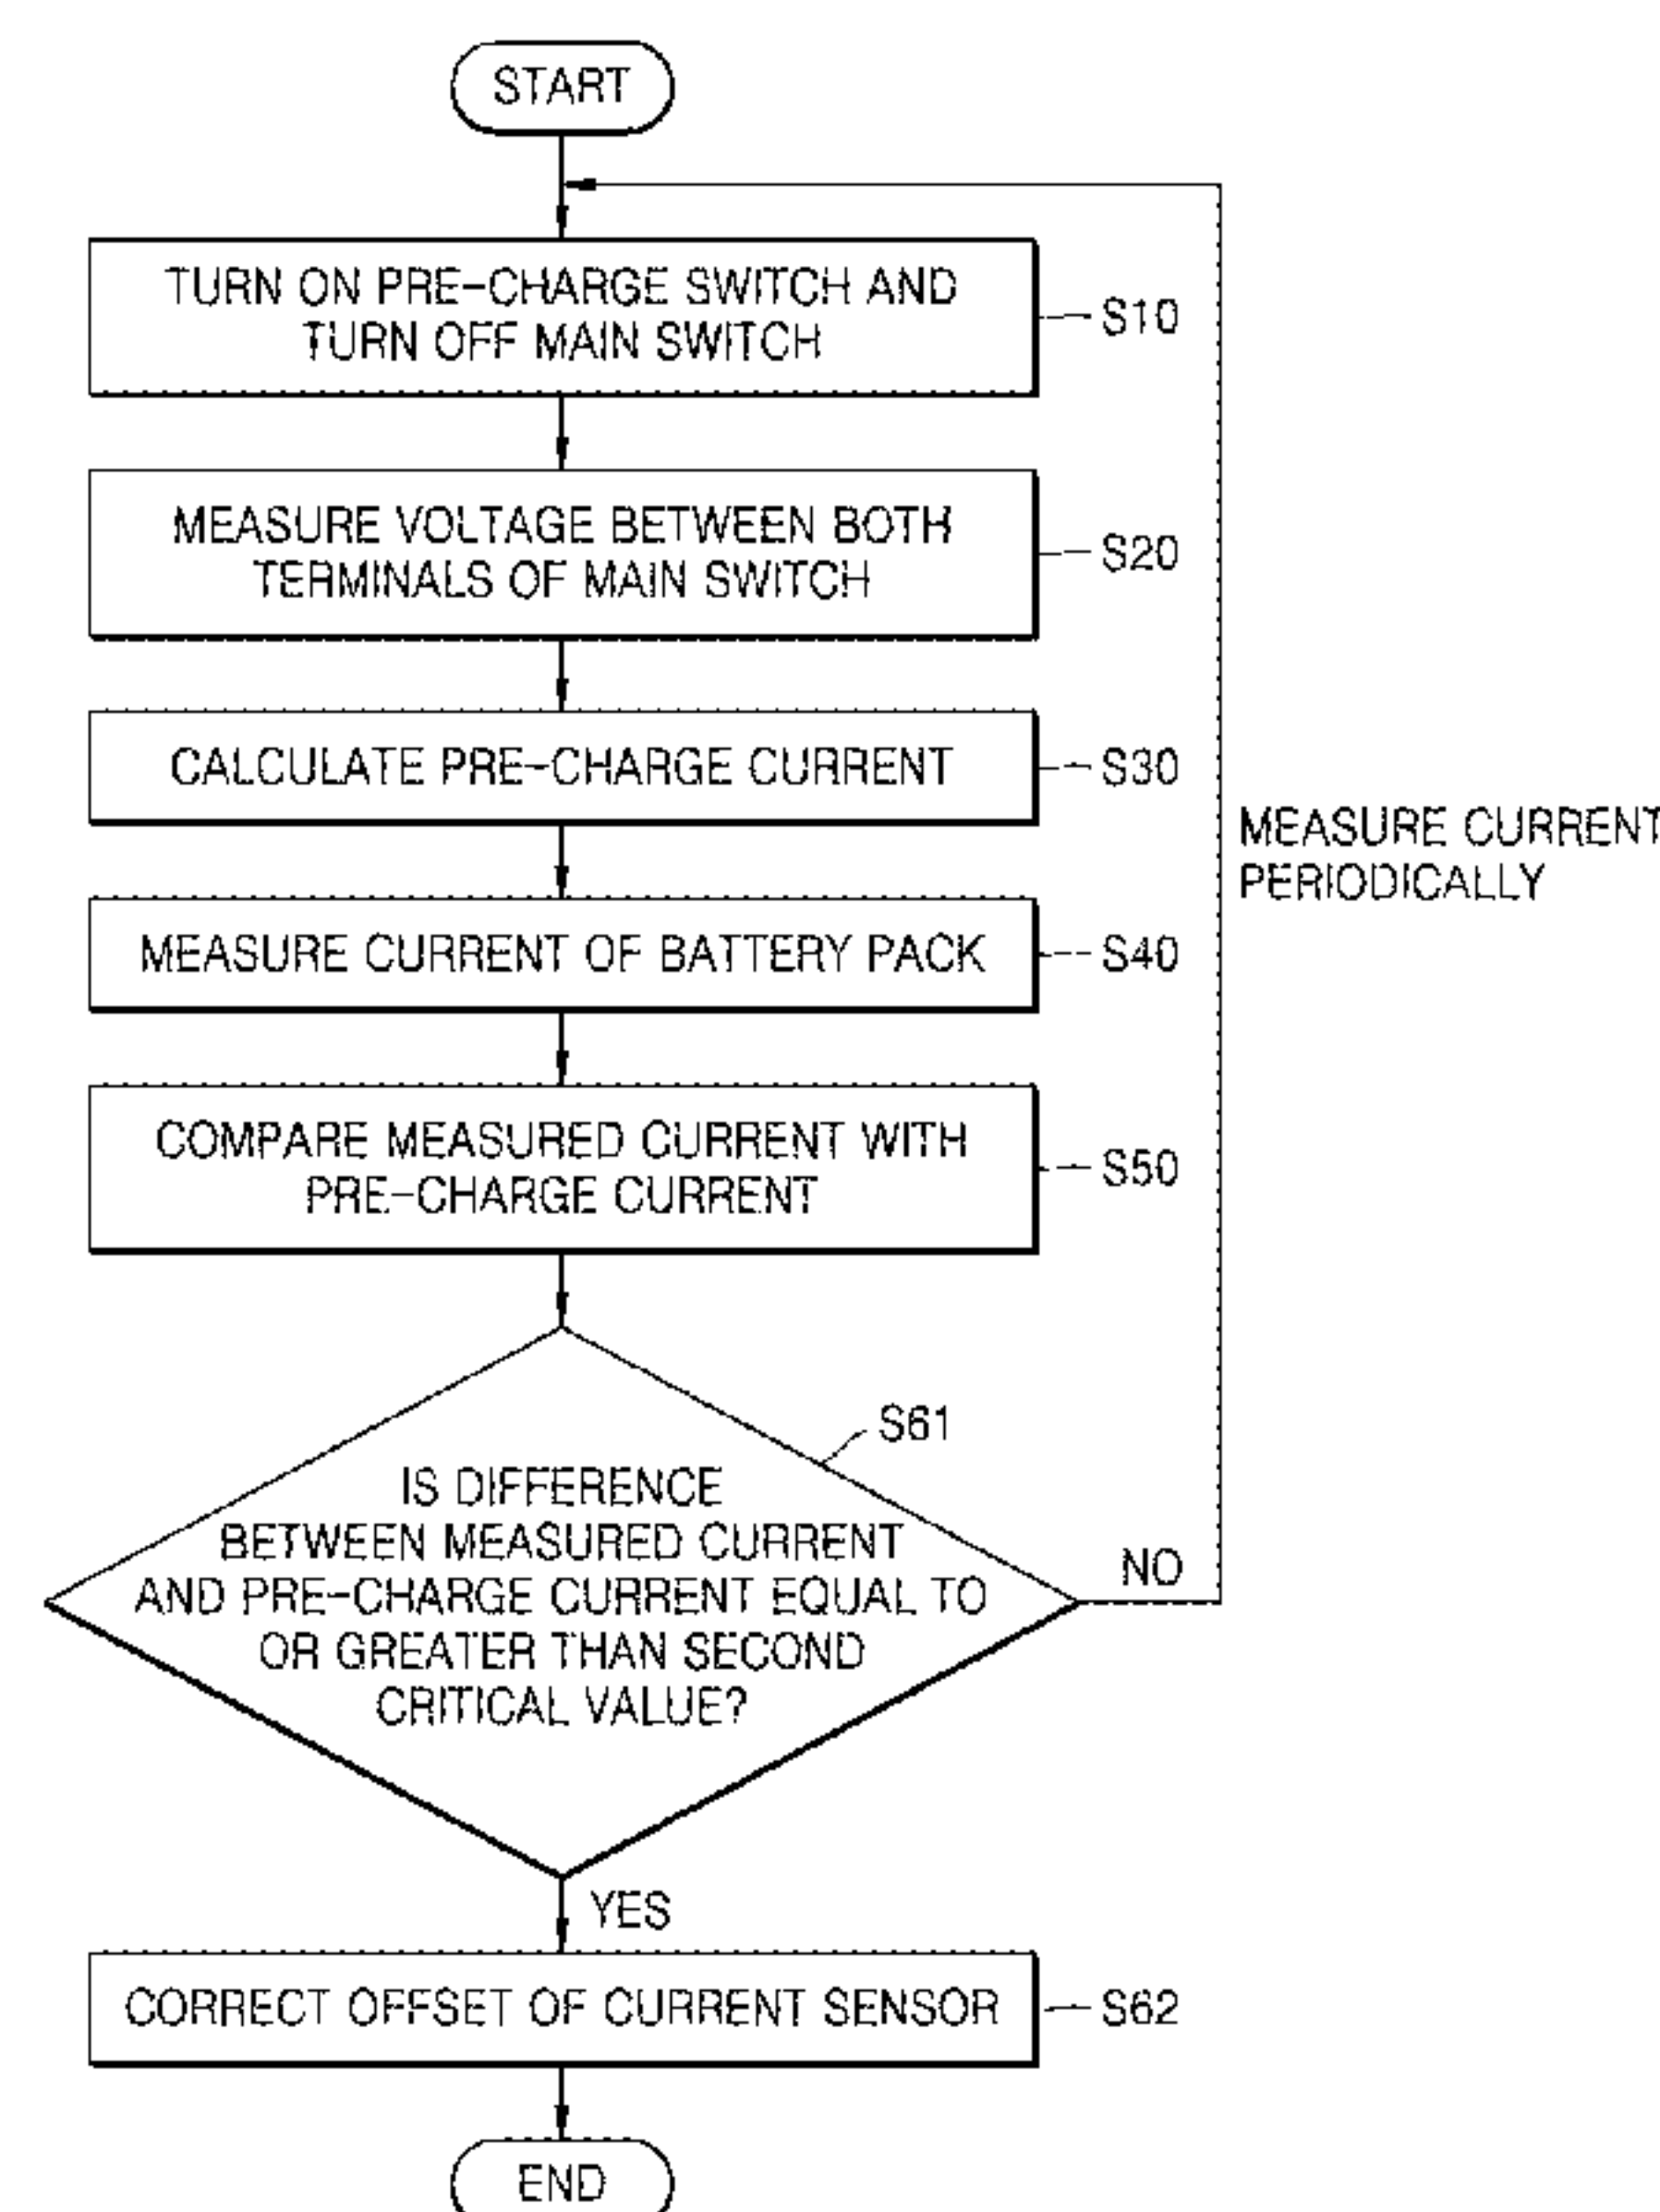 START
TURN ON PRE-CHARGE SWITCH AND
TURN OFF MAIN SWITCH
S10
MEASURE VOLTAGE BETWEEN BOTH
TERMINALS OF MAIN SWITCH
S20
CALCULATE PRE-CHARGE CURRENT
S30
MEASURE CURRENT
PERIODICALLY
MEASURE CURRENT OF BATTERY PACK
S40
COMPARE MEASURED CURRENT WITH
PRE-CHARGE CURRENT
S50
S61
IS DIFFERENCE
BETWEEN MEASURED CURRENT
AND PRE-CHARGE CURRENT EQUAL TO
OR GREATER THAN SECOND
CRITICAL VALUE?
NO
YES
CORRECT OFFSET OF CURRENT SENSOR
S62
END